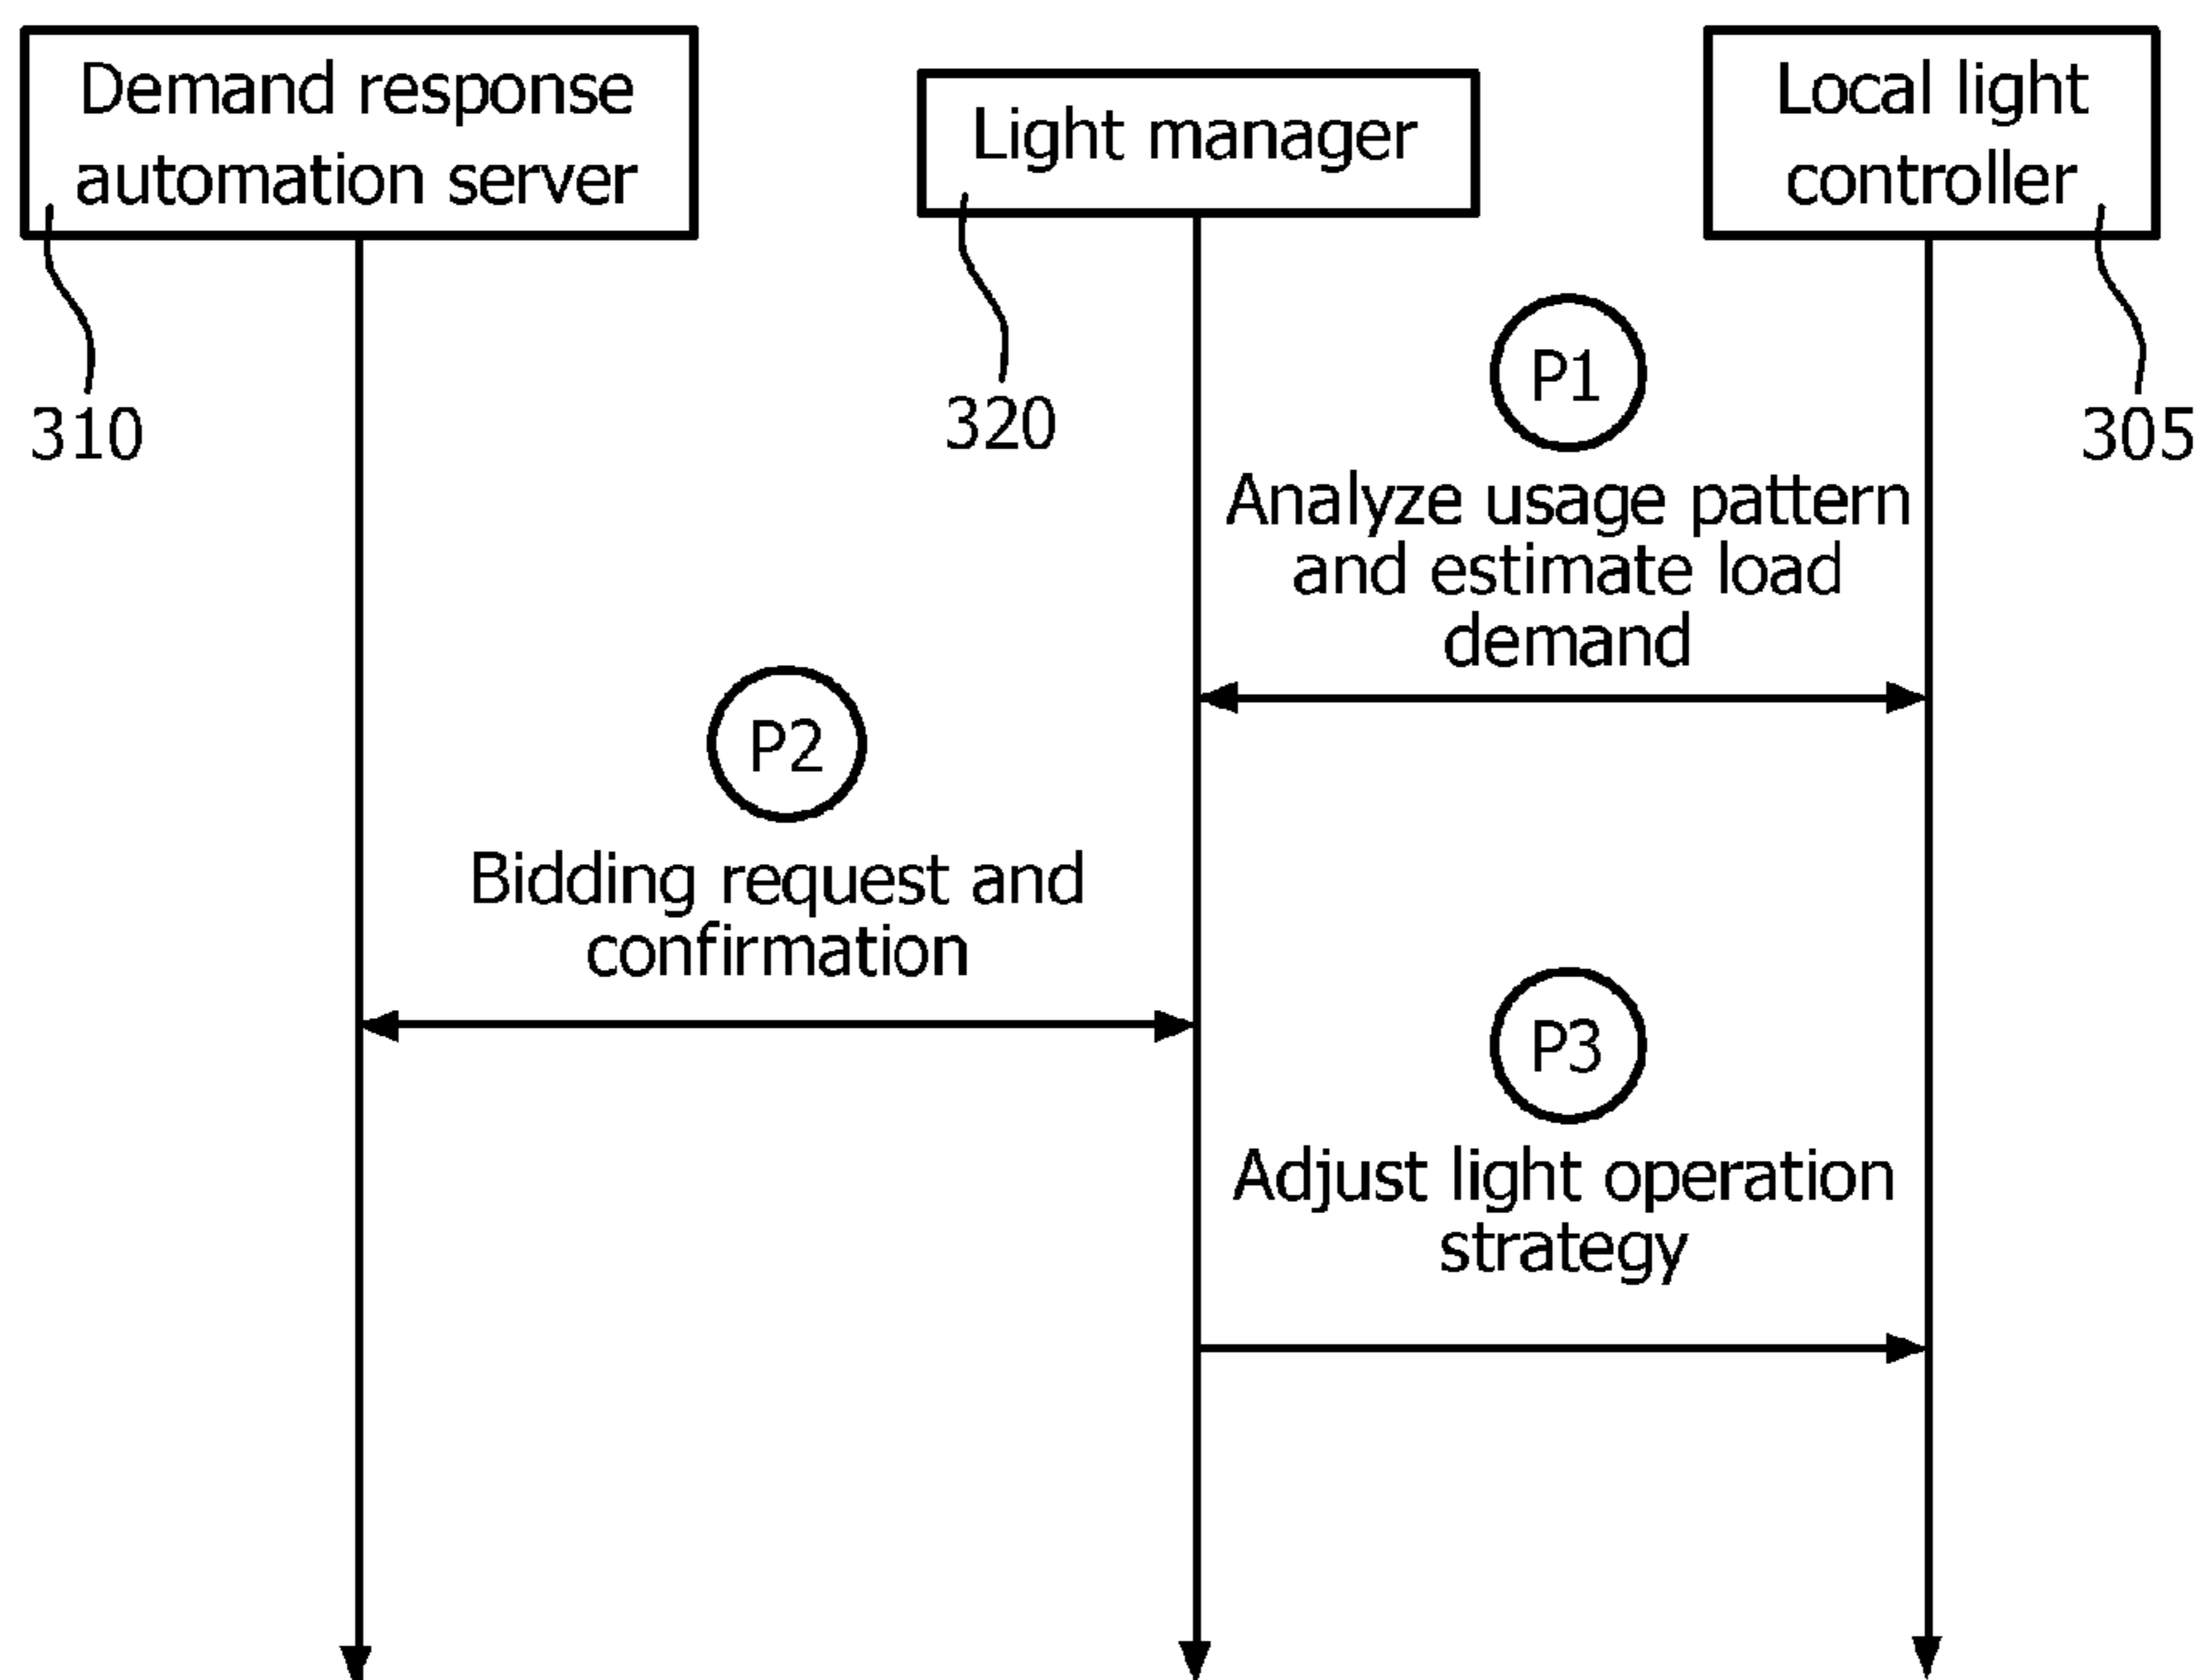 Demand response
automation server
Light manager
Local light
controller
310
320
305
P1
Analyze usage pattern
and estimate load
demand
P2
Bidding request and
confirmation
P3
Adjust light operation
strategy